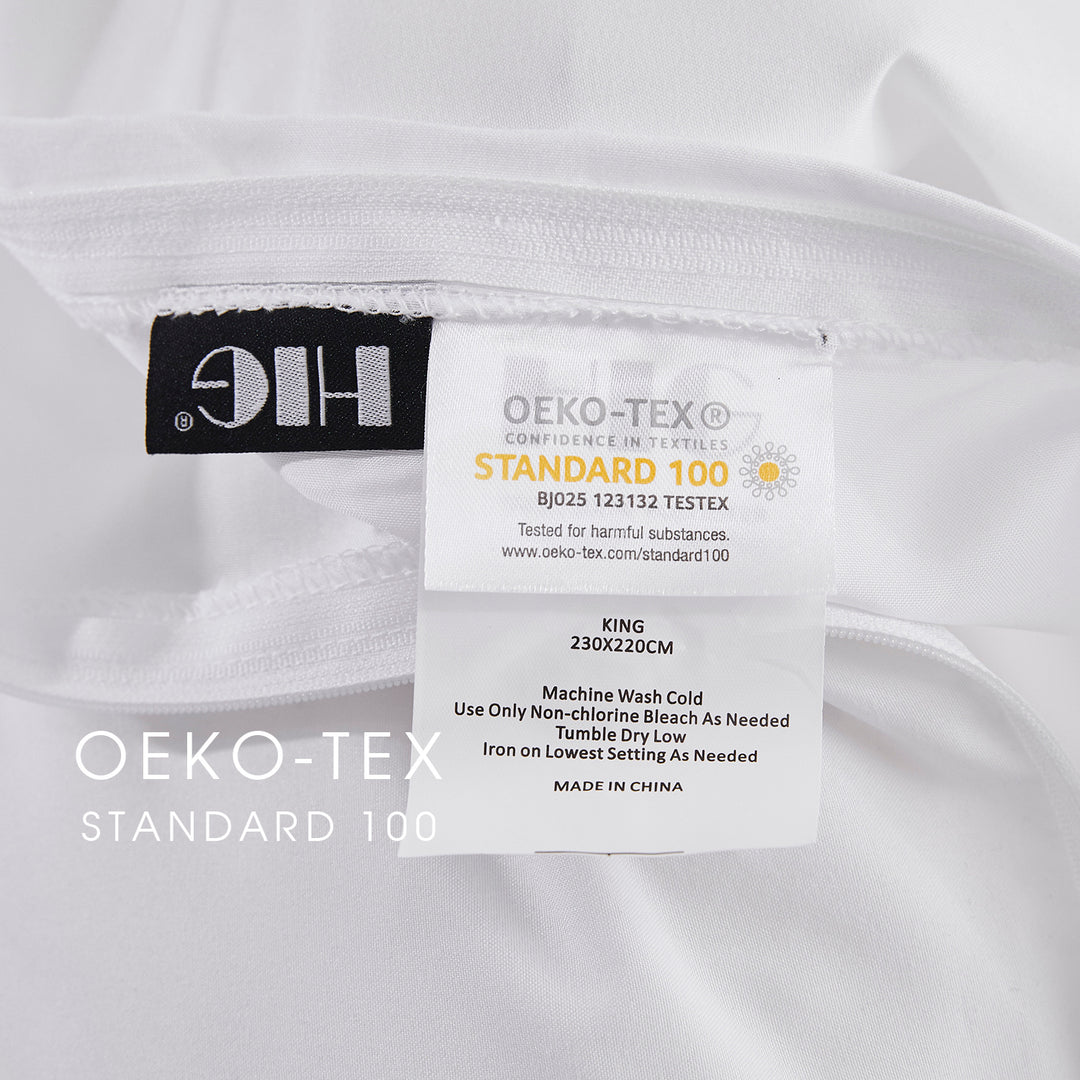 OEKO-TEX®
CONFIDENCE IN TEXTILES
STANDARD 100
BJ025 123132 TESTEX
Tested for harmful substances.
www.oeko-tex.com/standard100
KING
230X220CM
Machine Wash Cold
Use Only Non-chlorine Bleach As Needed
Tumble Dry Low
Iron on Lowest Setting As Needed
MADE IN CHINA
OEKO-TEX
STANDARD 100